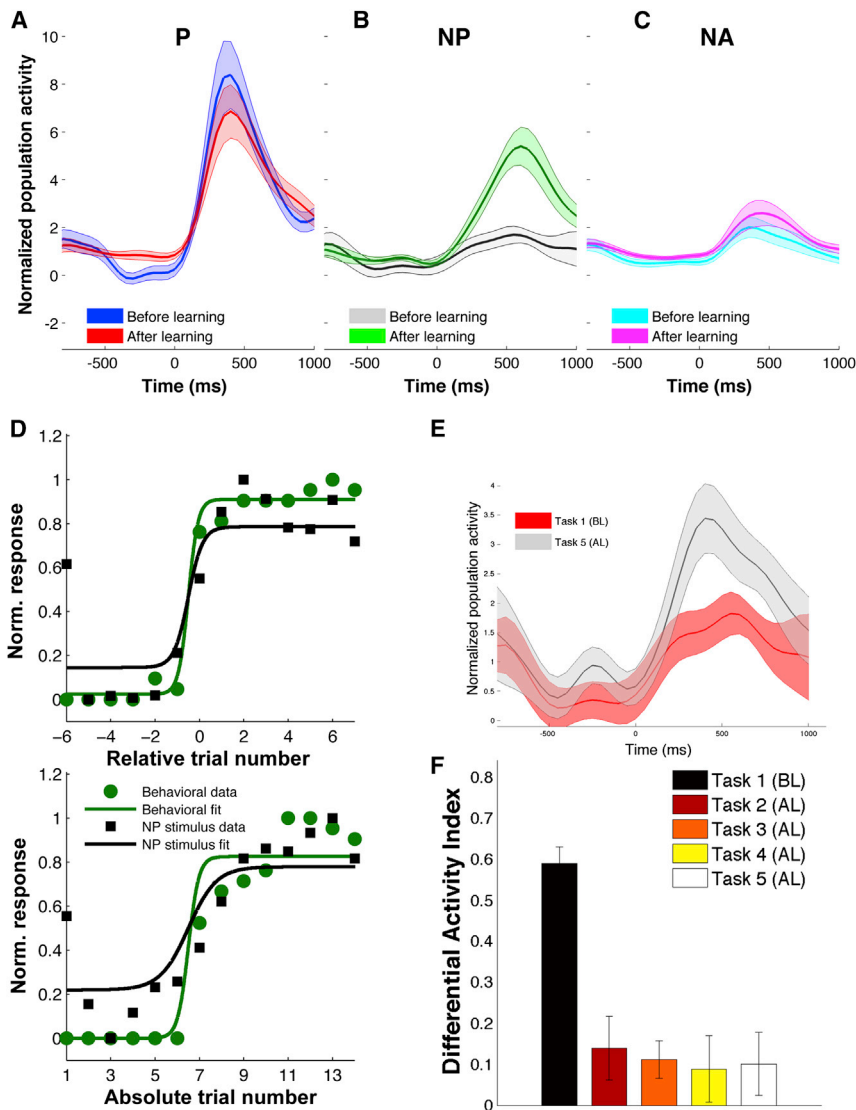 A
P
B
NP
C
NA
Normalized population activity
10
8
6
4
2
0
-2
Before learning
After learning
Before learning
After learning
Before learning
After learning
-500 0 500 1000
-500 0 500 1000
-500 0 500 1000
Time (ms)
Time (ms)
Time (ms)
D
Norm. response
1.2
1
0.8
0.6
0.4
0.2
0
−6 −4 −2 0 2 4 6
Relative trial number
E
Normalized population activity
4
3.5
3
2.5
2
1.5
1
0.5
0
Task 1 (BL)
Task 5 (AL)
-500 0 500 1000
Time (ms)
Norm. response
1.2
1
0.8
0.6
0.4
0.2
0
Behavioral data
Behavioral fit
NP stimulus data
NP stimulus fit
1 3 5 7 9 11 13
Absolute trial number
F
Differential Activity Index
0.8
0.7
0.6
0.5
0.4
0.3
0.2
0.1
0
Task 1 (BL)
Task 2 (AL)
Task 3 (AL)
Task 4 (AL)
Task 5 (AL)